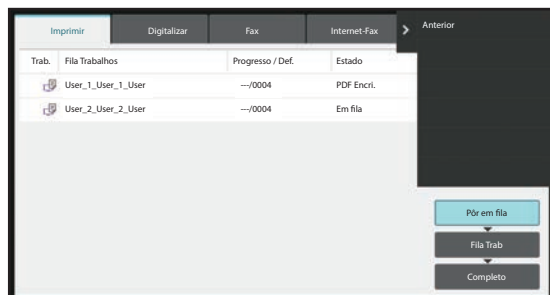 Imprimir Digitalizar Fax Internet-Fax Anterior
Trab. Fila Trabalhos Progresso / Def. Estado
User_1_User_1_User ---/0004 PDF Encri.
User_2_User_2_User ---/0004 Em fila
Pôr em fila
Fila Trab
Completo